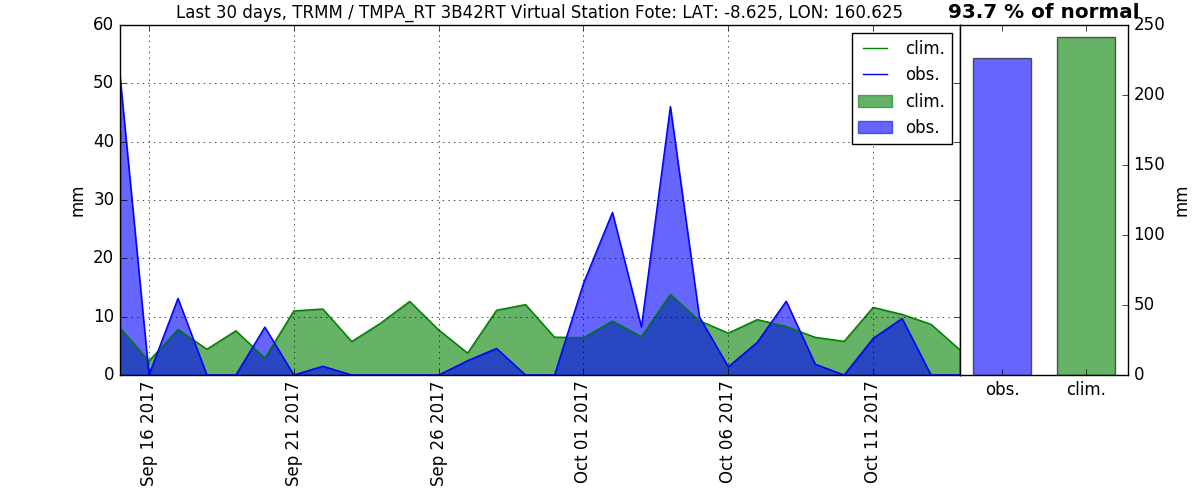 Last 30 days, TRMM / TMPA_RT 3B42RT Virtual Station Fote: LAT: -8.625, LON: 160.625
93.7 % of normal
60
50
40
30
20
10
0
mm
clim.
obs.
clim.
obs.
Sep 16 2017
Sep 21 2017
Sep 26 2017
Oct 01 2017
Oct 06 2017
Oct 11 2017
250
200
150
100
50
0
mm
obs.
clim.